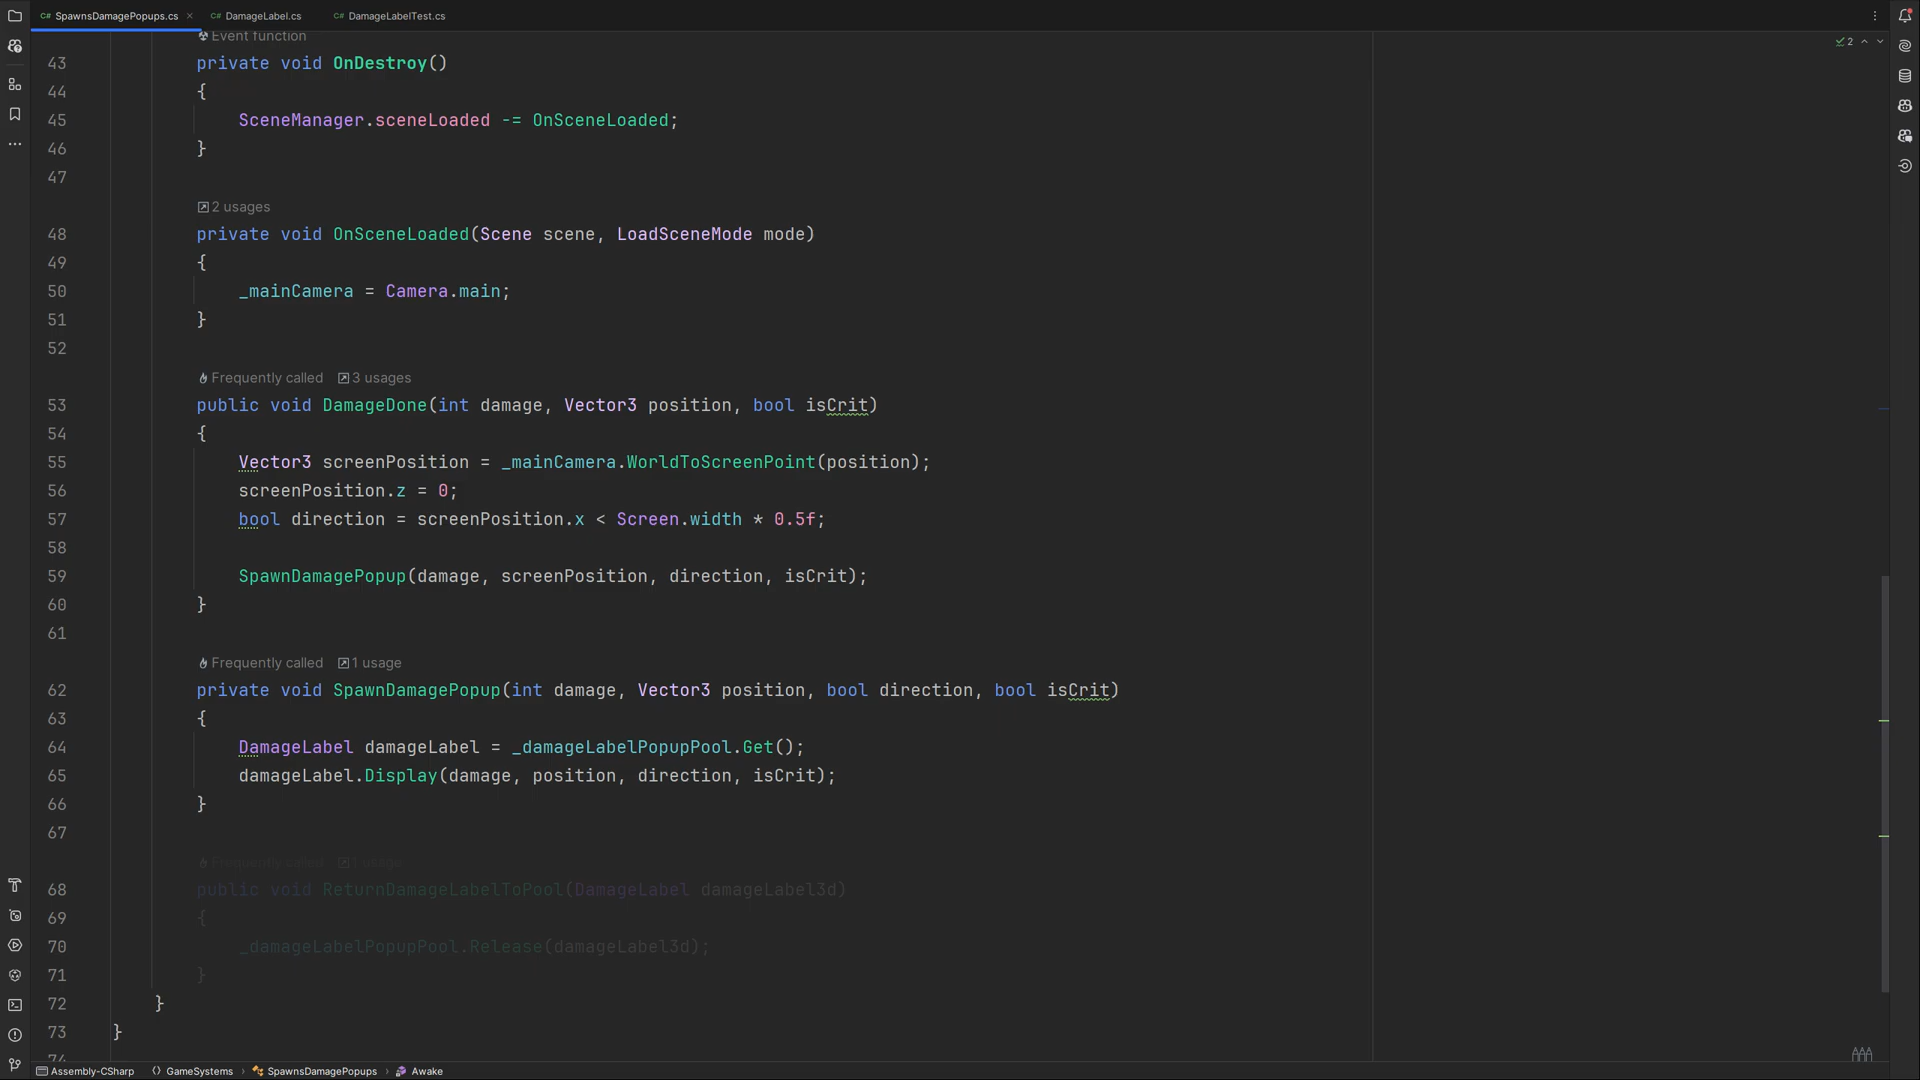 C# SpawnsDamagePopups.cs × C# DamageLabel.cs C# DamageLabelTest.cs
Event function
2
43 private void OnDestroy()
44 {
45 SceneManager.sceneLoaded -= OnSceneLoaded;
46 }
47
2 usages
48 private void OnSceneLoaded(Scene scene, LoadSceneMode mode)
49 {
50 _mainCamera = Camera.main;
51 }
52
Frequently called 3 usages
53 public void DamageDone(int damage, Vector3 position, bool isCrit)
54 {
55 Vector3 screenPosition = _mainCamera.WorldToScreenPoint(position);
56 screenPosition.z = 0;
57 bool direction = screenPosition.x < Screen.width * 0.5f;
58
59 SpawnDamagePopup(damage, screenPosition, direction, isCrit);
60 }
61
Frequently called 1 usage
62 private void SpawnDamagePopup(int damage, Vector3 position, bool direction, bool isCrit)
63 {
64 DamageLabel damageLabel = _damageLabelPopupPool.Get();
65 damageLabel.Display(damage, position, direction, isCrit);
66 }
67
Frequently called 1 usage
68 public void ReturnDamageLabelToPool(DamageLabel damageLabel3d)
69 {
70 _damageLabelPopupPool.Release(damageLabel3d);
71 }
72 }
73 }
74
Assembly-CSharp () GameSystems › SpawnsDamagePopups › Awake